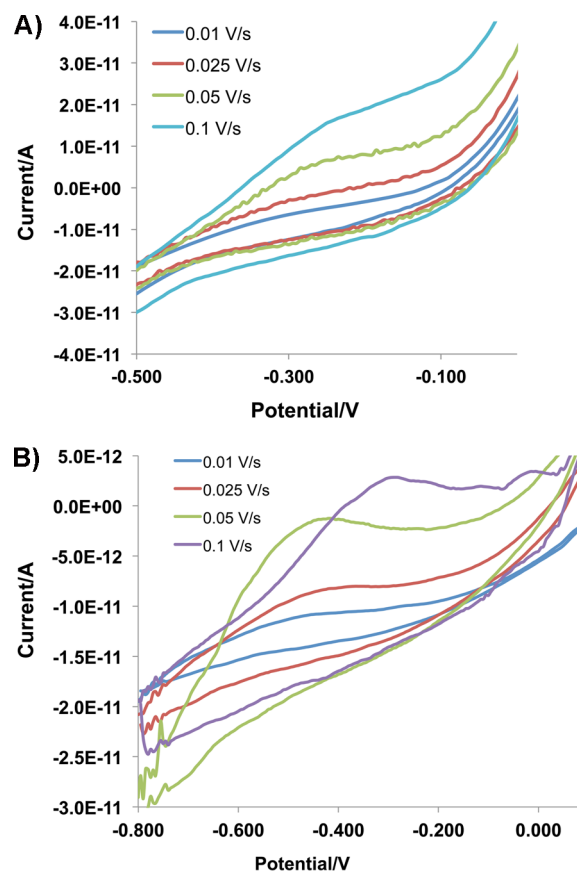 A)
4.0E-11
3.0E-11
2.0E-11
1.0E-11
0.0E+00
-1.0E-11
-2.0E-11
-3.0E-11
-4.0E-11
Current/A
0.01 V/s
0.025 V/s
0.05 V/s
0.1 V/s
-0.500 -0.300 -0.100
Potential/V
B)
5.0E-12
0.0E+00
-5.0E-12
-1.0E-11
-1.5E-11
-2.0E-11
-2.5E-11
-3.0E-11
Current/A
0.01 V/s
0.025 V/s
0.05 V/s
0.1 V/s
-0.800 -0.600 -0.400 -0.200 0.000
Potential/V